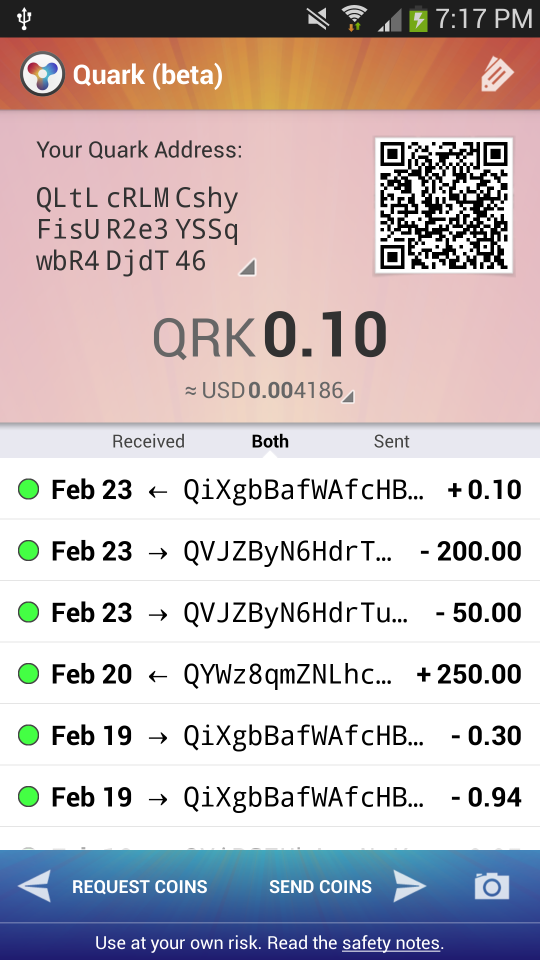 7:17 PM
Quark (beta)
Your Quark Address:
QLtL cRLM Cshy
FisU R2e3 YSSq
wbR4 DjdT 46
QRK 0.10
≈ USD 0.004186
Received Both Sent
Feb 23 ← QiXgbBafWAfcHB… + 0.10
Feb 23 → QVJZByN6HdrT… - 200.00
Feb 23 → QVJZByN6HdrTu… - 50.00
Feb 20 ← QYWz8qmZNLhc… + 250.00
Feb 19 → QiXgbBafWAfcHB… - 0.30
Feb 19 → QiXgbBafWAfcHB… - 0.94
REQUEST COINS SEND COINS
Use at your own risk. Read the safety notes.